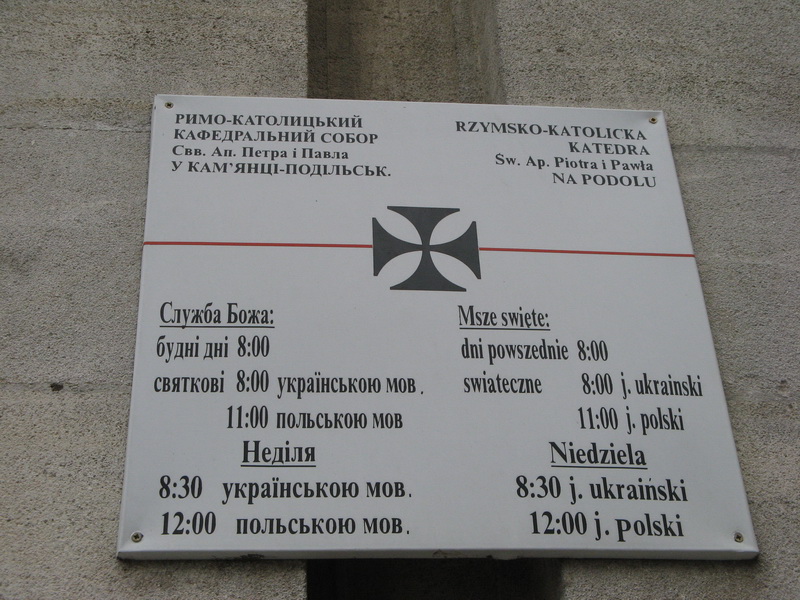 РИМО-КАТОЛИЦЬКИЙ
КАФЕДРАЛЬНИЙ СОБОР
Свв. Ап. Петра і Павла
У КАМ'ЯНЦІ-ПОДІЛЬСЬК.
RZYMSKO-KATOLICKA
KATEDRA
Św. Ap. Piotra i Pawła
NA PODOLU
Служба Божа:
будні дні 8:00
святкові 8:00 українською мов.
11:00 польською мов
Неділя
8:30 українською мов.
12:00 польською мов.
Msze święte:
dni powszednie 8:00
swiateczne 8:00 j. ukrainski
11:00 j. polski
Niedziela
8:30 j. ukraiński
12:00 j. polski